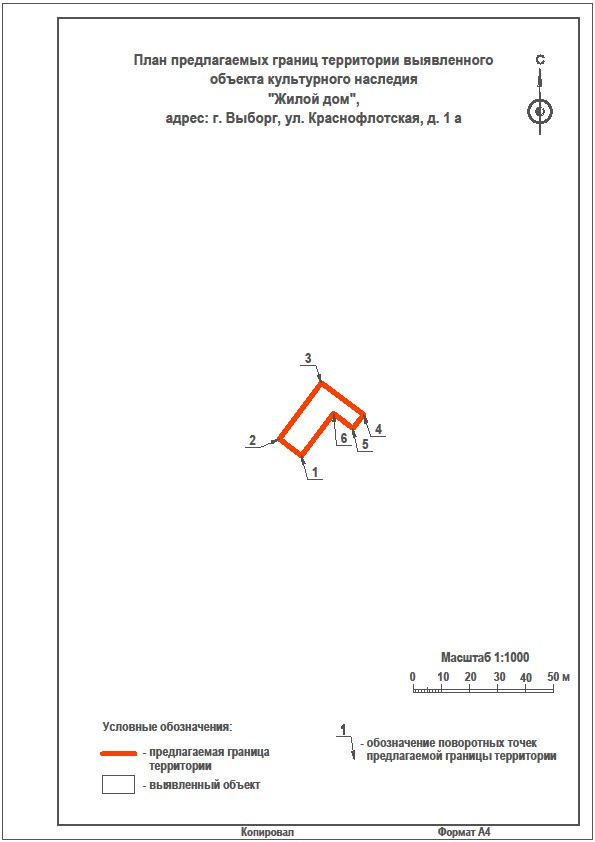 План предлагаемых границ территории выявленного
объекта культурного наследия
"Жилой дом",
адрес: г. Выборг, ул. Краснофлотская, д. 1 а
С
3
2
4
6
5
1
Масштаб 1:1000
0 10 20 30 40 50 м
Условные обозначения:
- предлагаемая граница
территории
- выявленный объект
1
- обозначение поворотных точек
предлагаемой границы территории
Копировал
Формат А4